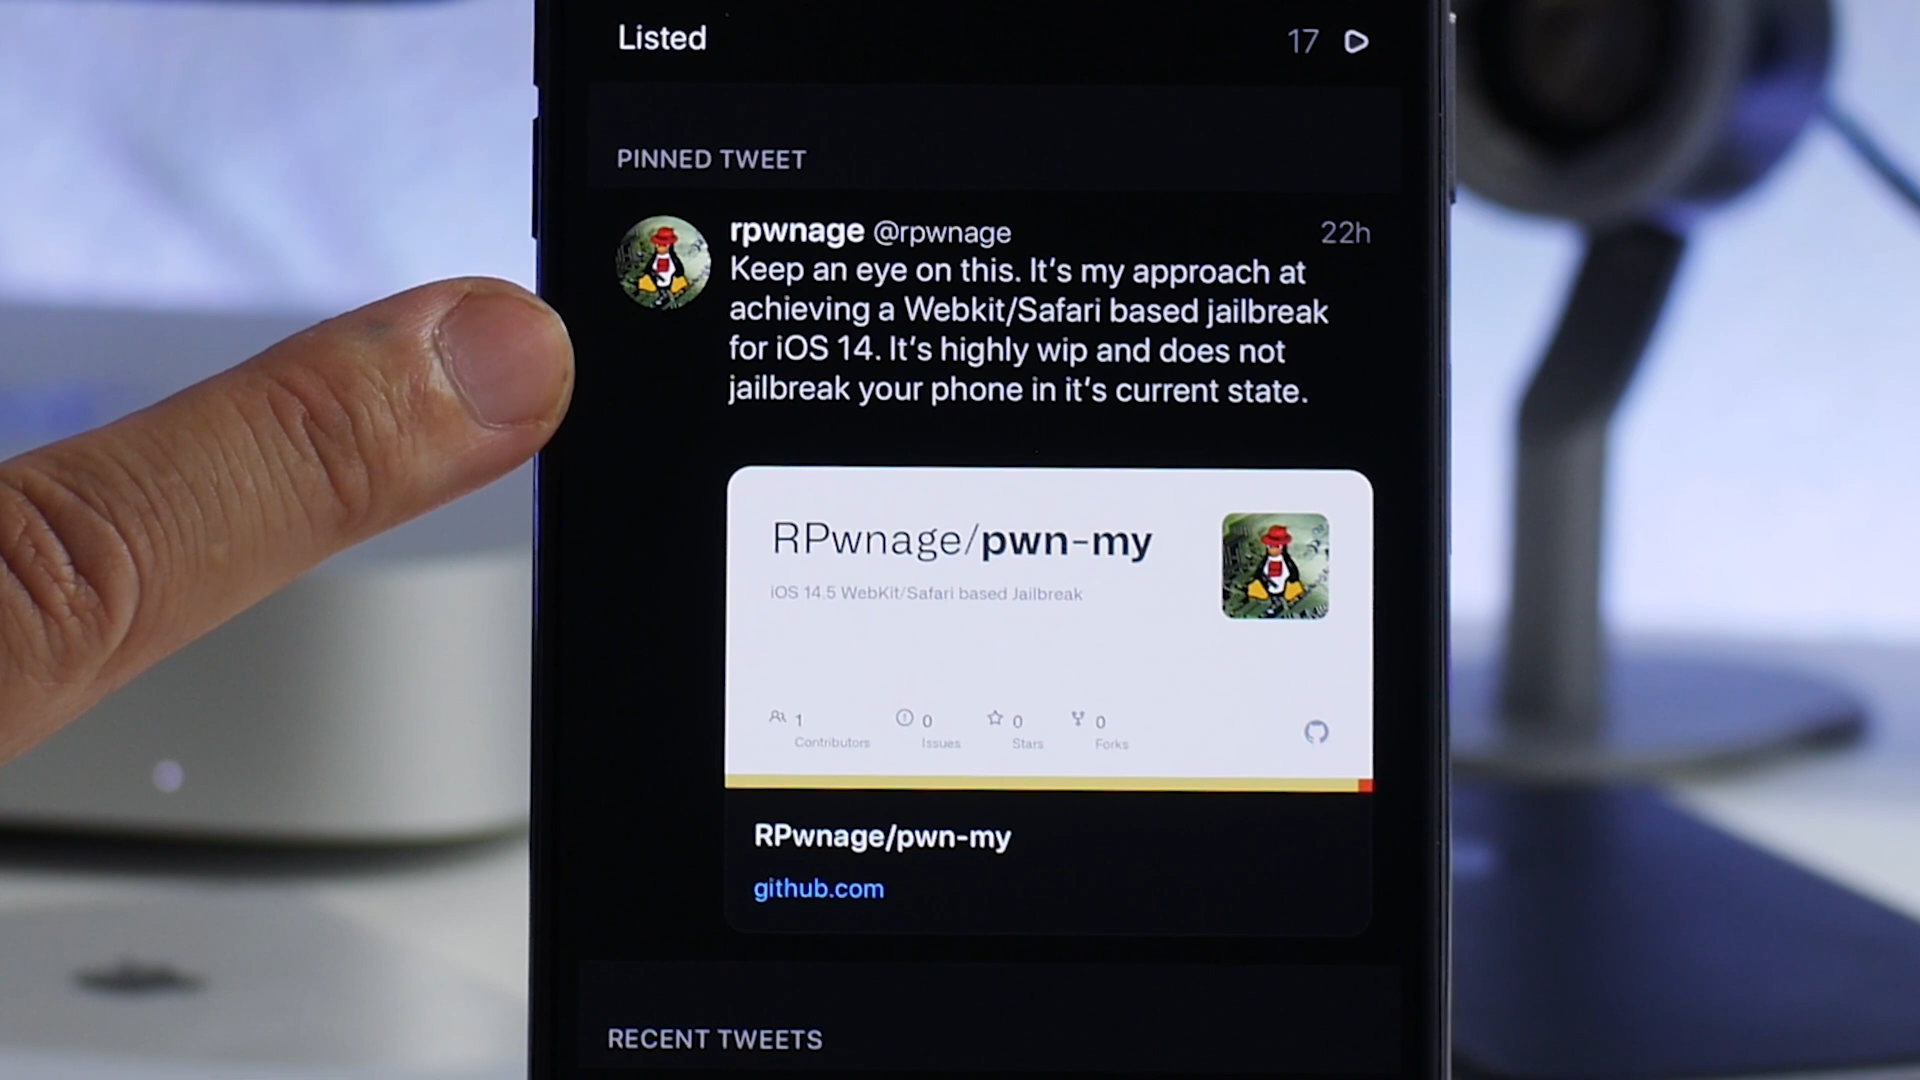 Listed 17
PINNED TWEET
rpwnage @rpwnage 22h
Keep an eye on this. It's my approach at
achieving a Webkit/Safari based jailbreak
for iOS 14. It's highly wip and does not
jailbreak your phone in it's current state.
RPwnage/pwn-my
iOS 14.5 WebKit/Safari based Jailbreak
1 0 0 0
Contributors Issues Stars Forks
RPwnage/pwn-my
github.com
RECENT TWEETS